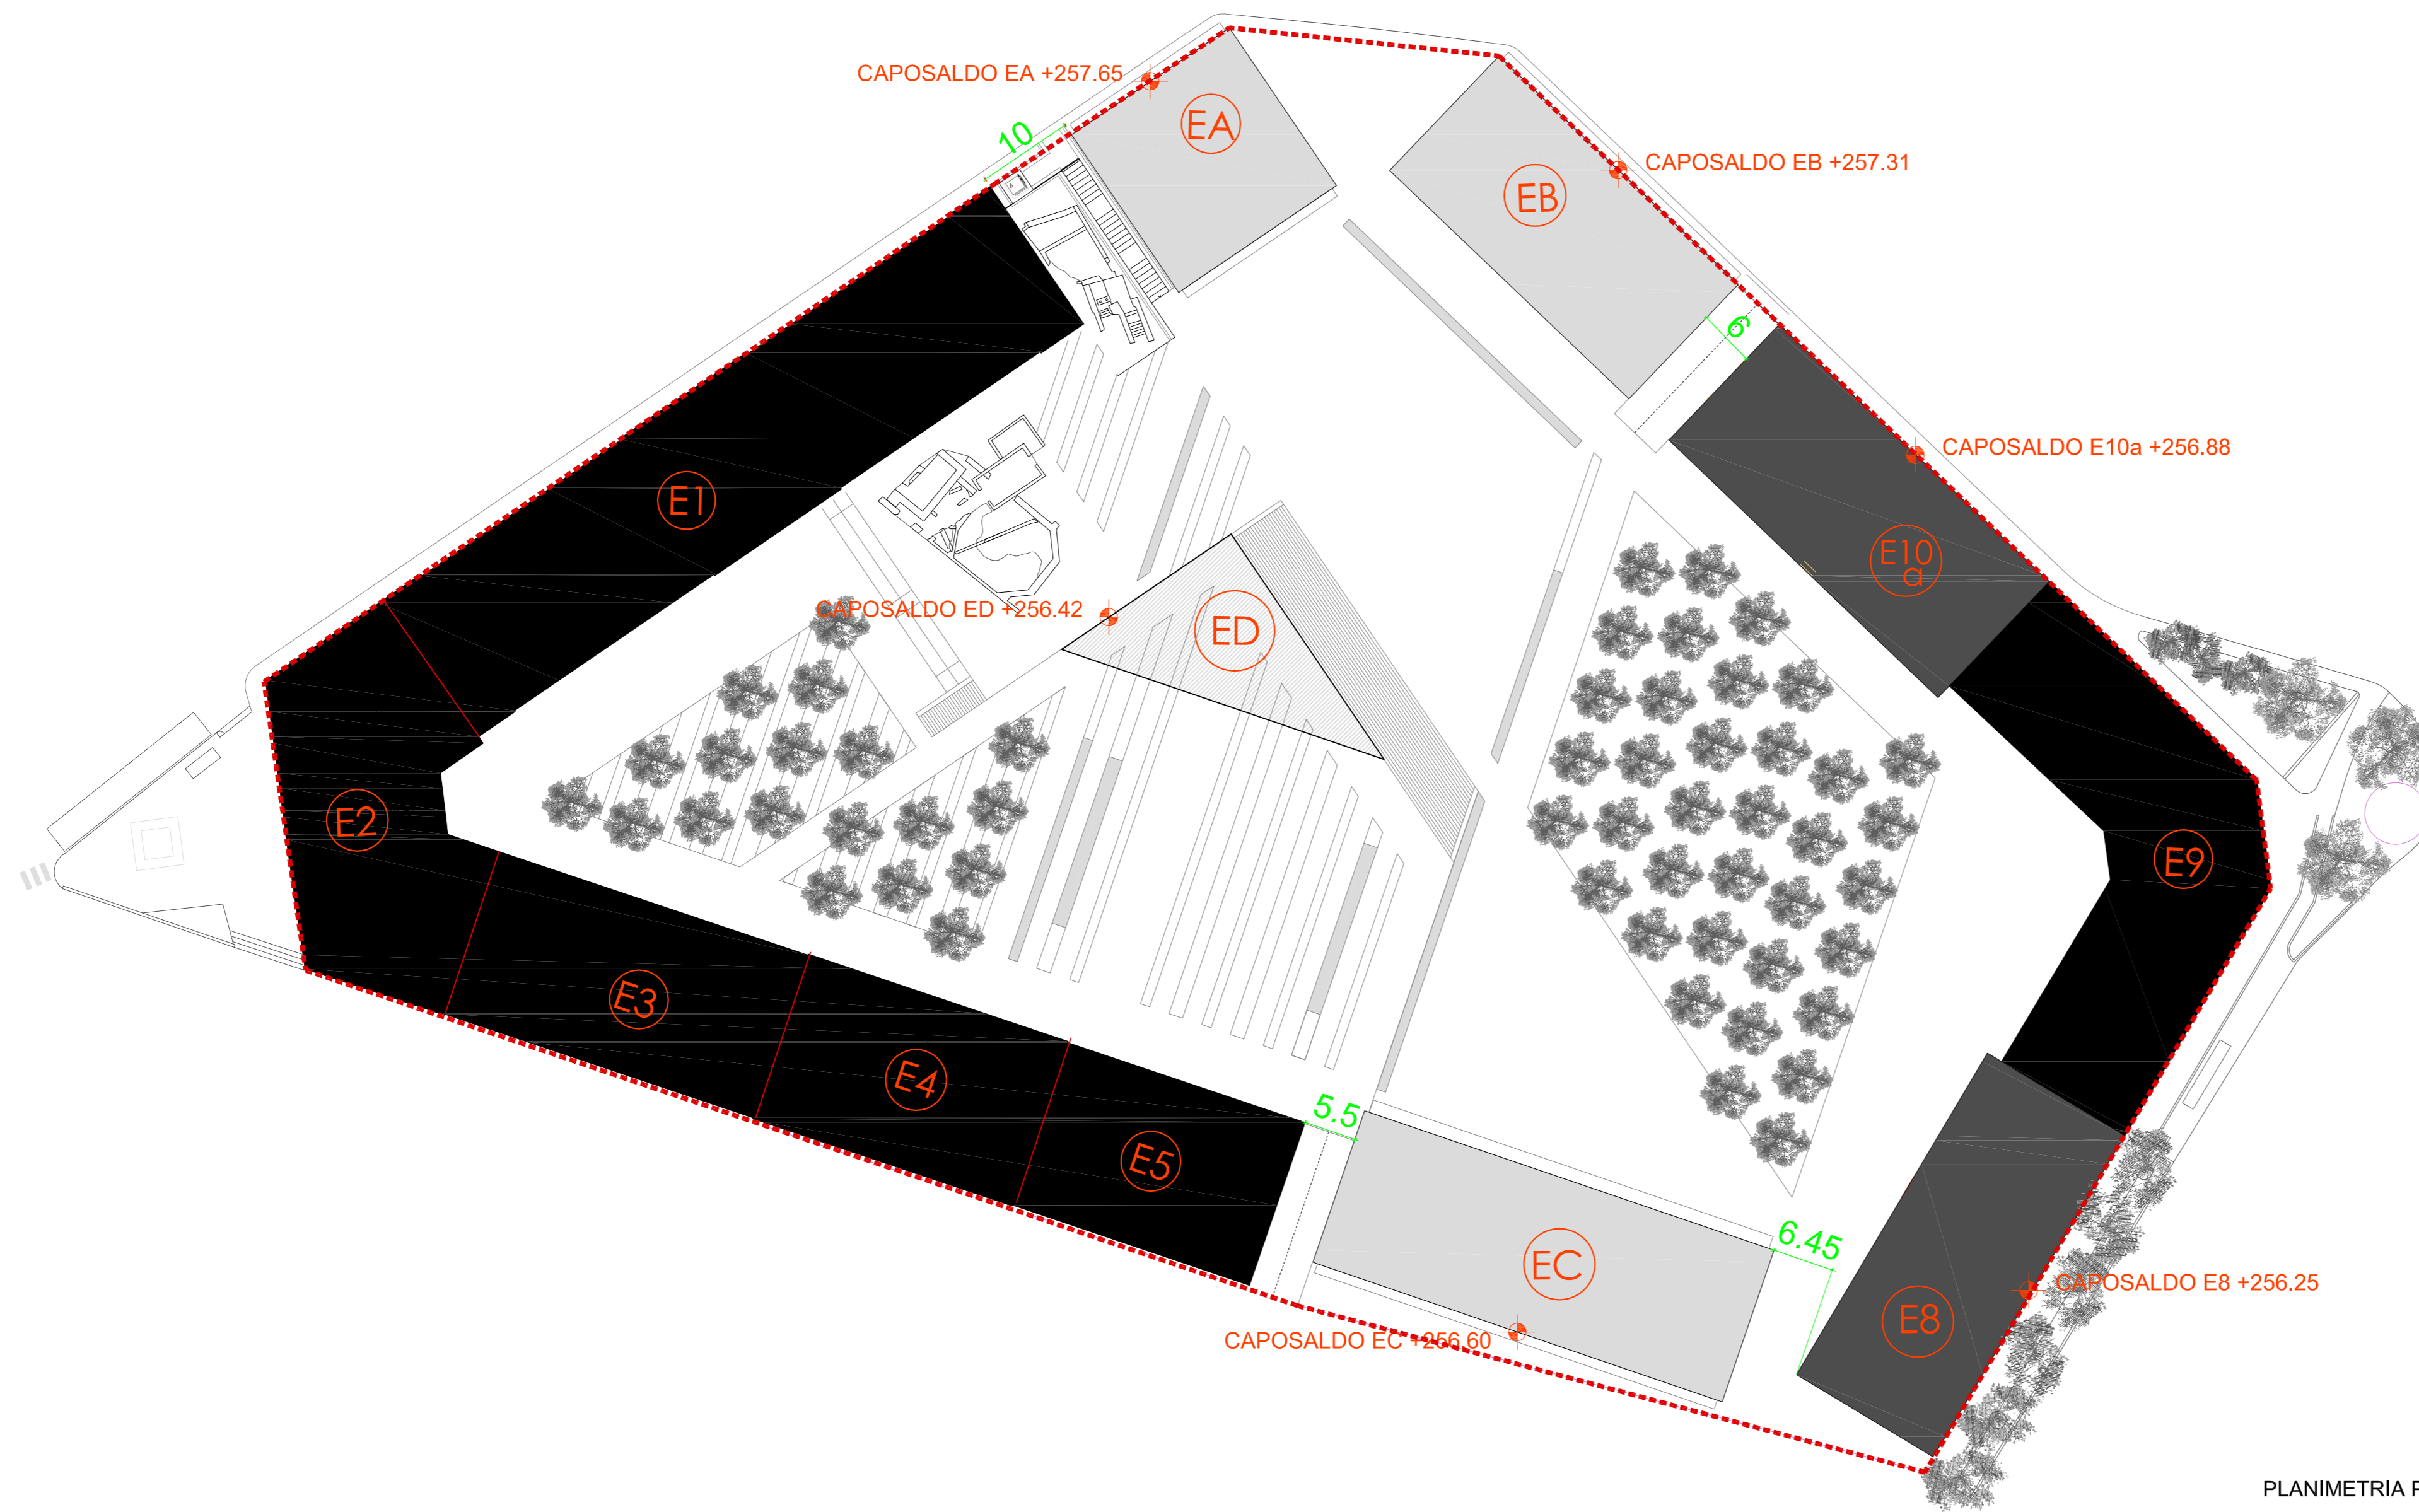 CAPOSALDO EA +257.65
EA
10
CAPOSALDO EB +257.31
EB
6
CAPOSALDO E10a +256.88
E1
E10
a
CAPOSALDO ED +256.42
ED
E2
E9
E3
E4
5.5
E5
6.45
EC
CAPOSALDO E8 +256.25
E8
CAPOSALDO EC +256.60
PLANIMETRIA